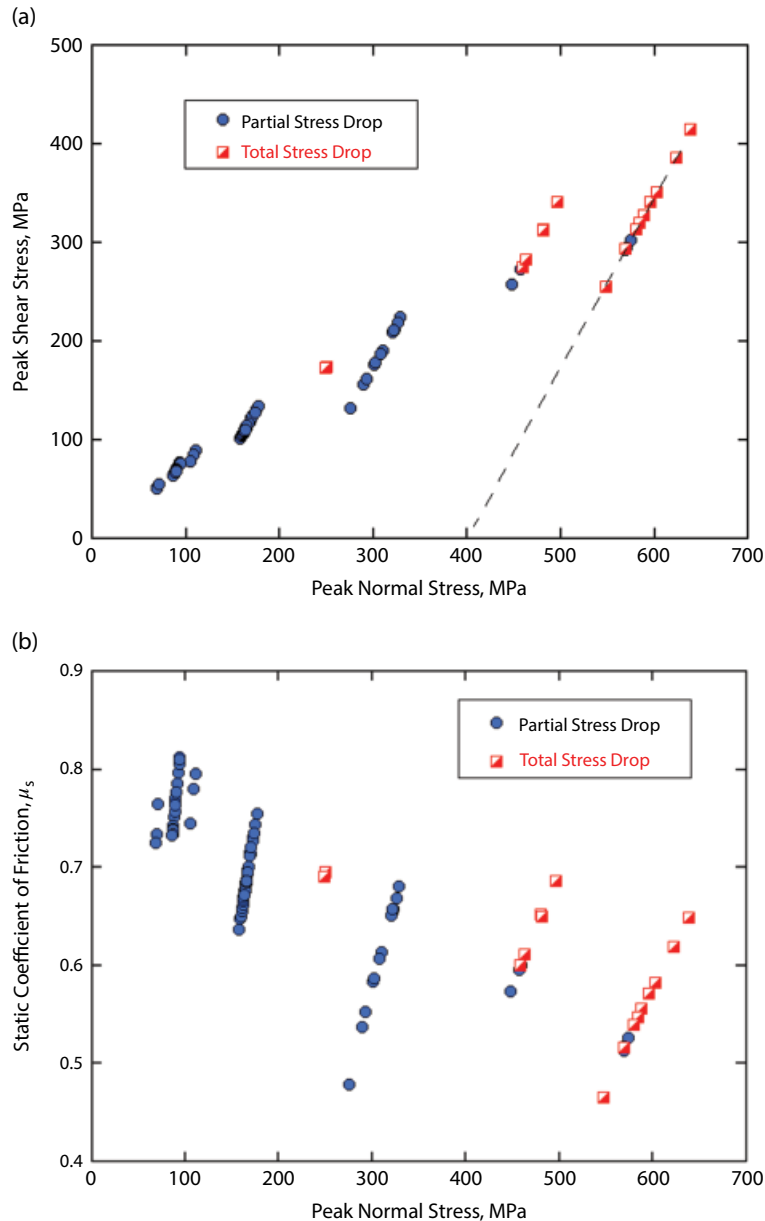 (a)
500
400
300
200
100
0
Peak Shear Stress, MPa
Partial Stress Drop
Total Stress Drop
0 100 200 300 400 500 600 700
Peak Normal Stress, MPa
(b)
0.9
0.8
0.7
0.6
0.5
0.4
Static Coefficient of Friction, μs
Partial Stress Drop
Total Stress Drop
0 100 200 300 400 500 600 700
Peak Normal Stress, MPa